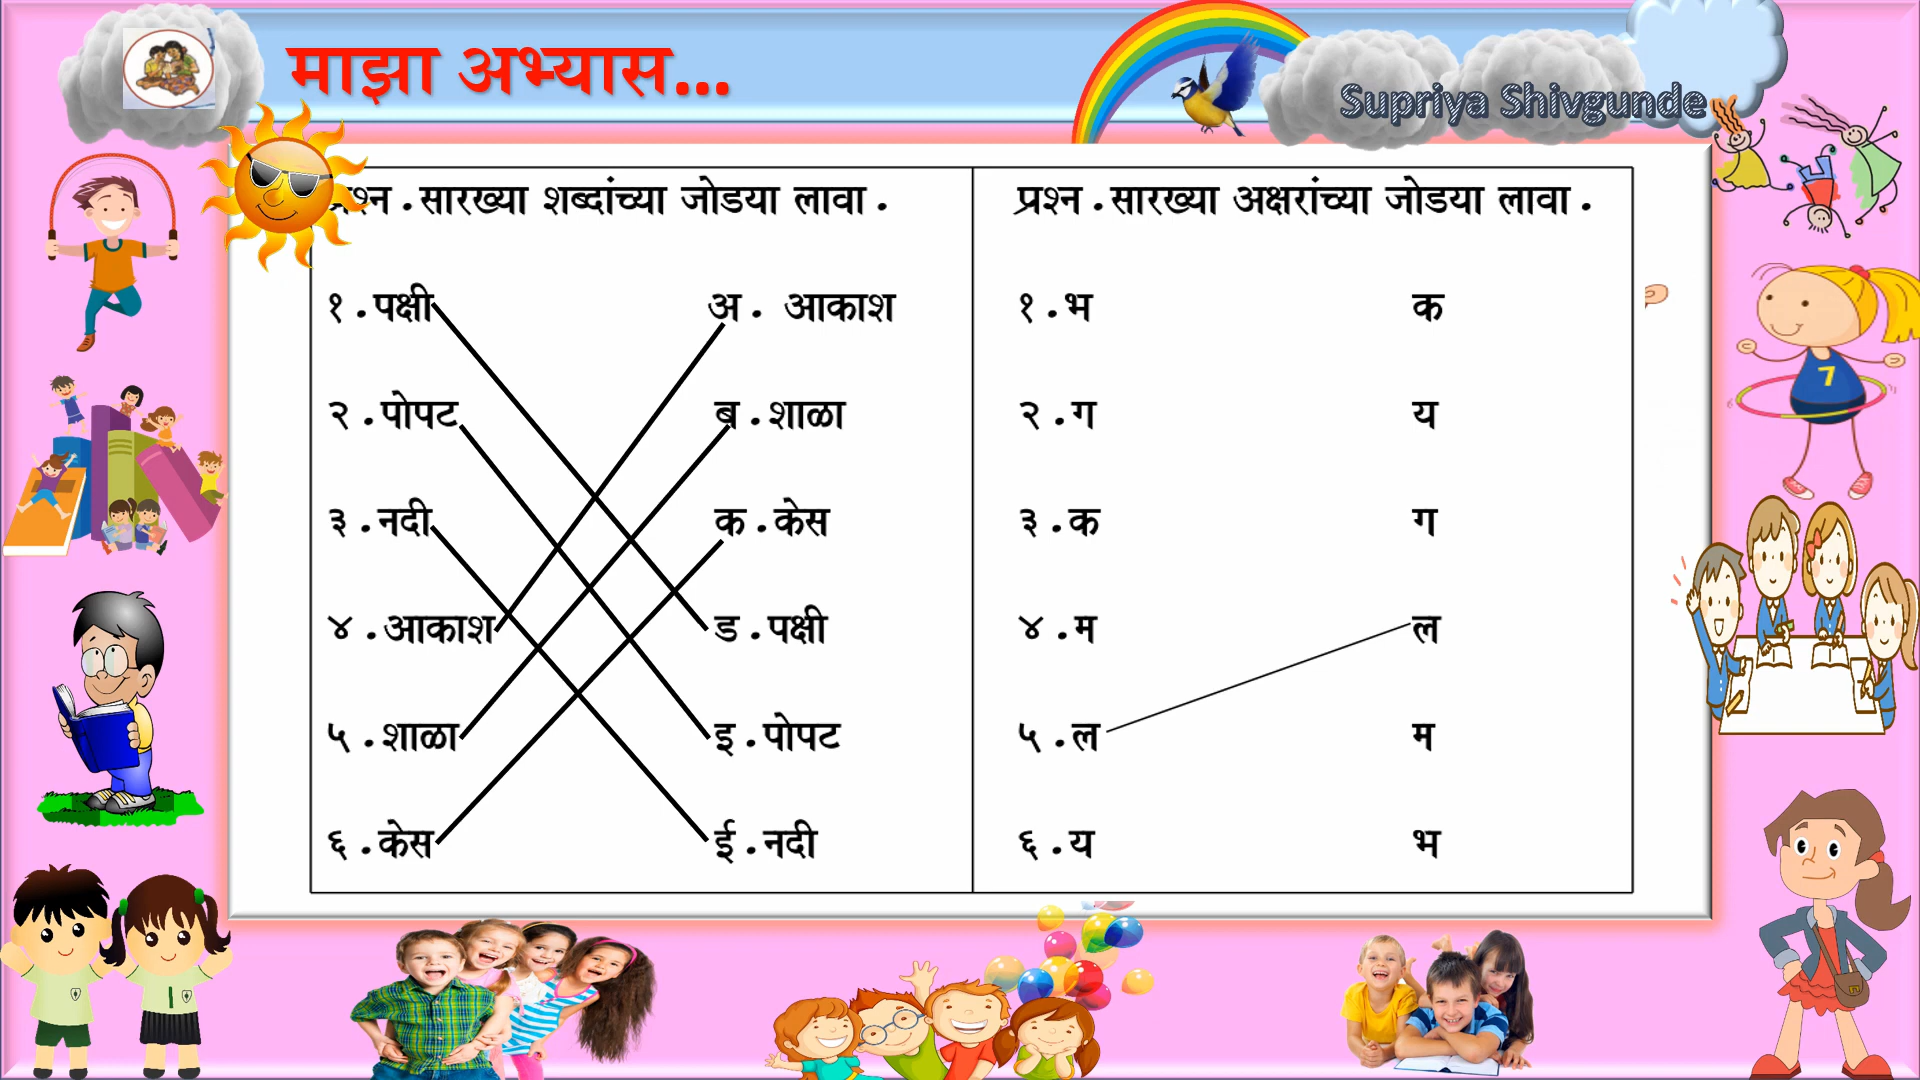 माझा अभ्यास...
Supriya Shivgunde
प्रश्न . सारख्या शब्दांच्या जोडया लावा .
१ . पक्षी अ . आकाश
२ . पोपट ब . शाळा
३ . नदी क . केस
४ . आकाश ड . पक्षी
५ . शाळा इ . पोपट
६ . केस ई . नदी
प्रश्न . सारख्या अक्षरांच्या जोडया लावा .
१ . भ क
२ . ग य
३ . क ग
४ . म ल
५ . ल म
६ . य भ
7